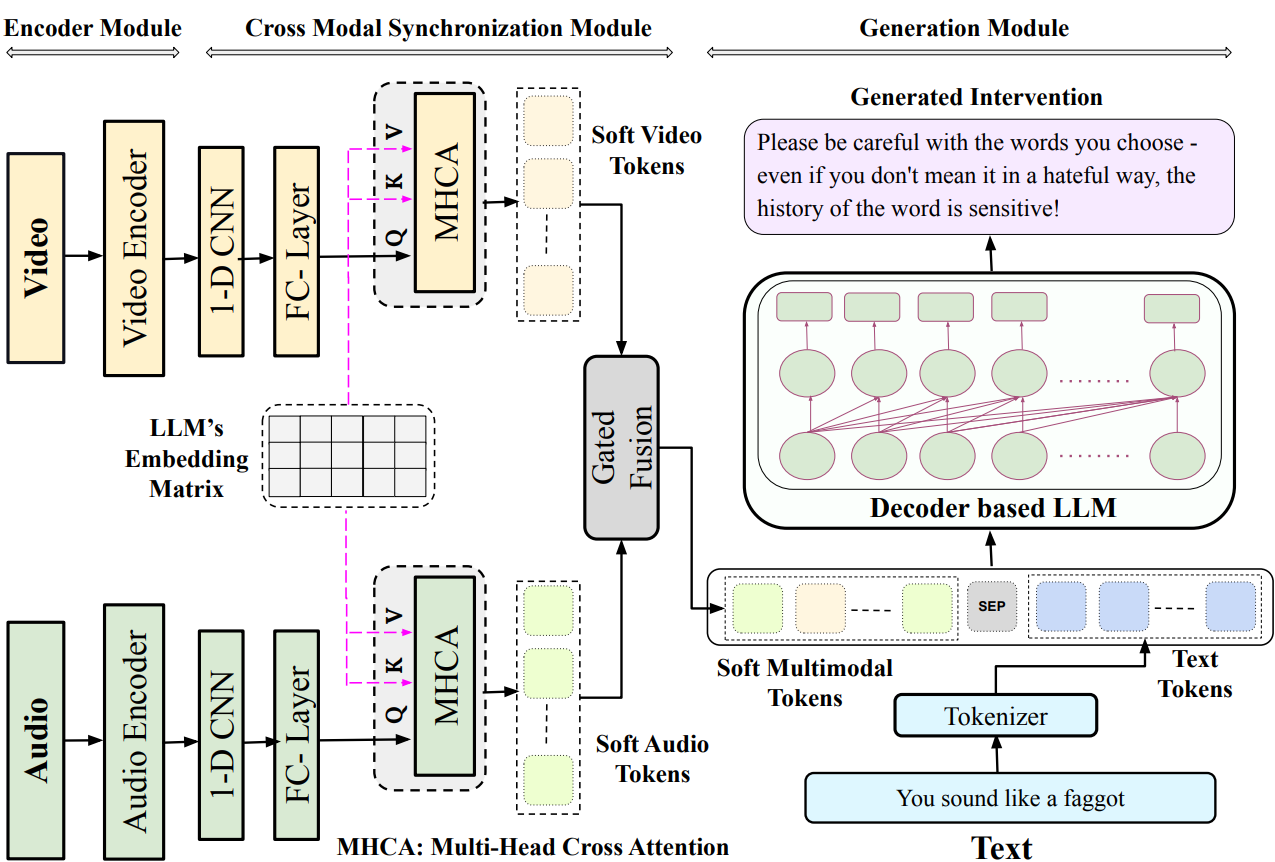 Encoder Module
Cross Modal Synchronization Module
Generation Module
Video
Video Encoder
1-D CNN
FC- Layer
V
K
Q
MHCA
Soft Video
Tokens
LLM's
Embedding
Matrix
Gated
Fusion
Audio
Audio Encoder
1-D CNN
FC- Layer
V
K
Q
MHCA
Soft Audio
Tokens
MHCA: Multi-Head Cross Attention
Generated Intervention
Please be careful with the words you choose -
even if you don't mean it in a hateful way, the
history of the word is sensitive!
Decoder based LLM
SEP
Soft Multimodal
Tokens
Text
Tokens
Tokenizer
You sound like a faggot
Text